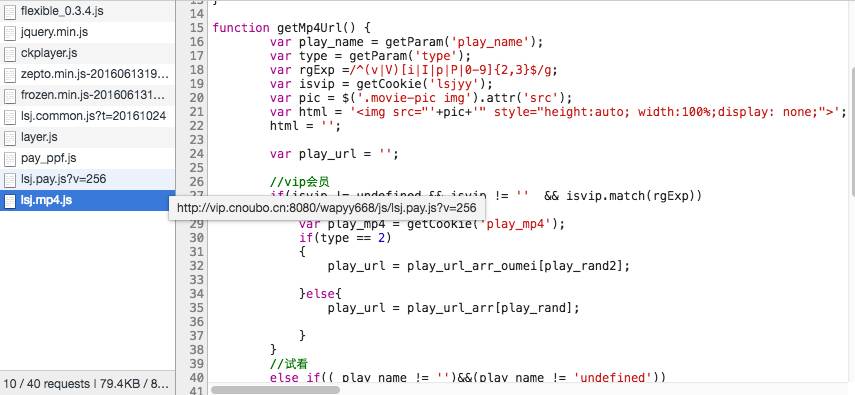 flexible_0.3.4.js
jquery.min.js
ckplayer.js
zepto.min.js-2016061319...
frozen.min.js-201606131...
lsj.common.js?t=20161024
layer.js
pay_ppf.js
lsj.pay.js?v=256
lsj.mp4.js
10 / 40 requests | 79.4KB / 8...
14
15 function getMp4Url() {
16 var play_name = getParam('play_name');
17 var type = getParam('type');
18 var rgExp =/^(v|V)[i|I|p|P|0-9]{2,3}$/g;
19 var isvip = getCookie('lsjyy');
20 var pic = $('.movie-pic img').attr('src');
21 var html = '<img src="'+pic+'" style="height:auto; width:100%;display: none;">';
22 html = '';
23
24 var play_url = '';
25
26 //vip会员
27 if(isvip != undefined && isvip != ''  && isvip.match(rgExp))
http://vip.cnoubo.cn:8080/wapyy668/js/lsj.pay.js?v=256
29 var play_mp4 = getCookie('play_mp4');
30 if(type == 2)
31 {
32 play_url = play_url_arr_oumei[play_rand2];
33
34 }else{
35 play_url = play_url_arr[play_rand];
36
37 }
38 }
39 //试看
40 else if(( play_name != '')&&(play_name != 'undefined'))
41